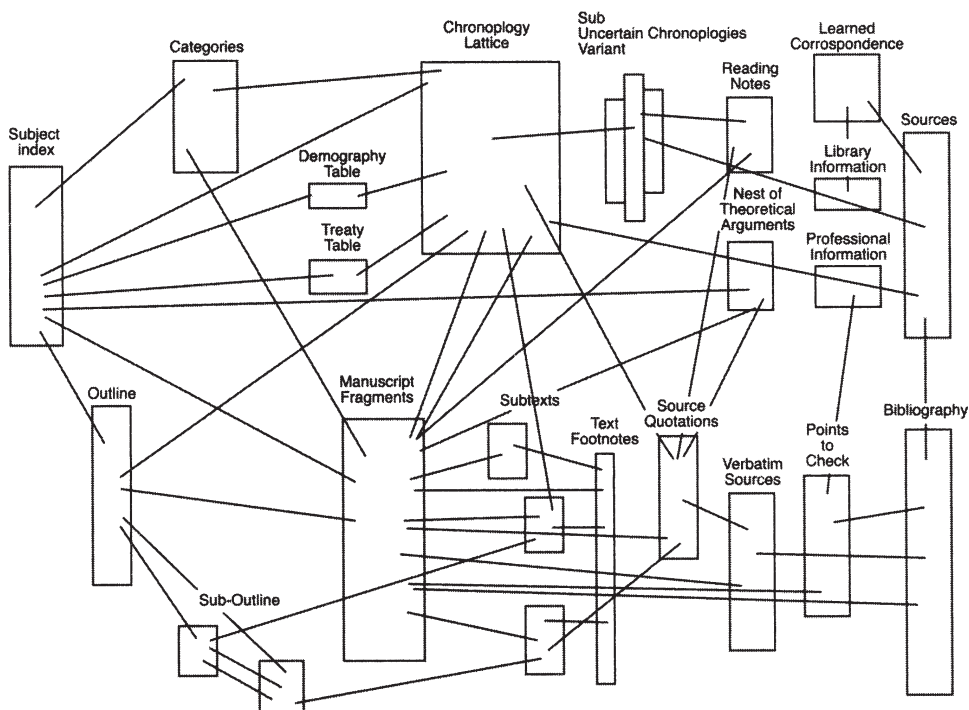 Categories
Chronoplogy
Lattice
Sub
Uncertain Chronoplogies
Variant
Learned
Corrospondence
Reading
Notes
Sources
Subject
index
Demography
Table
Library
Information
Nest of
Theoretical
Arguments
Treaty
Table
Professional
Information
Outline
Manuscript
Fragments
Subtexts
Text
Footnotes
Source
Quotations
Bibliography
Points
to
Check
Verbatim
Sources
Sub-Outline